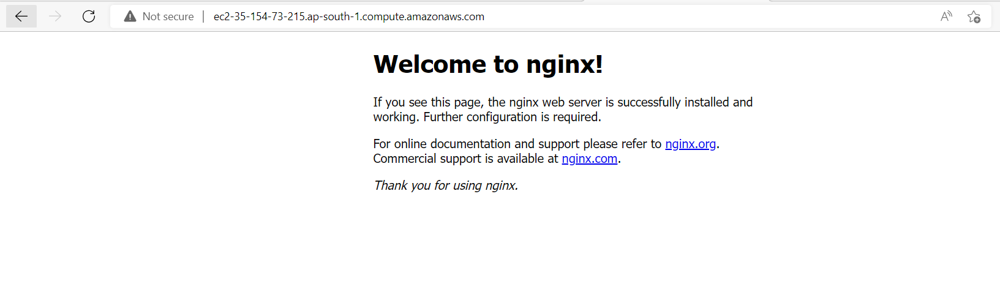 Not secure | ec2-35-154-73-215.ap-south-1.compute.amazonaws.com A
Welcome to nginx!
If you see this page, the nginx web server is successfully installed and
working. Further configuration is required.
For online documentation and support please refer to nginx.org.
Commercial support is available at nginx.com.
Thank you for using nginx.